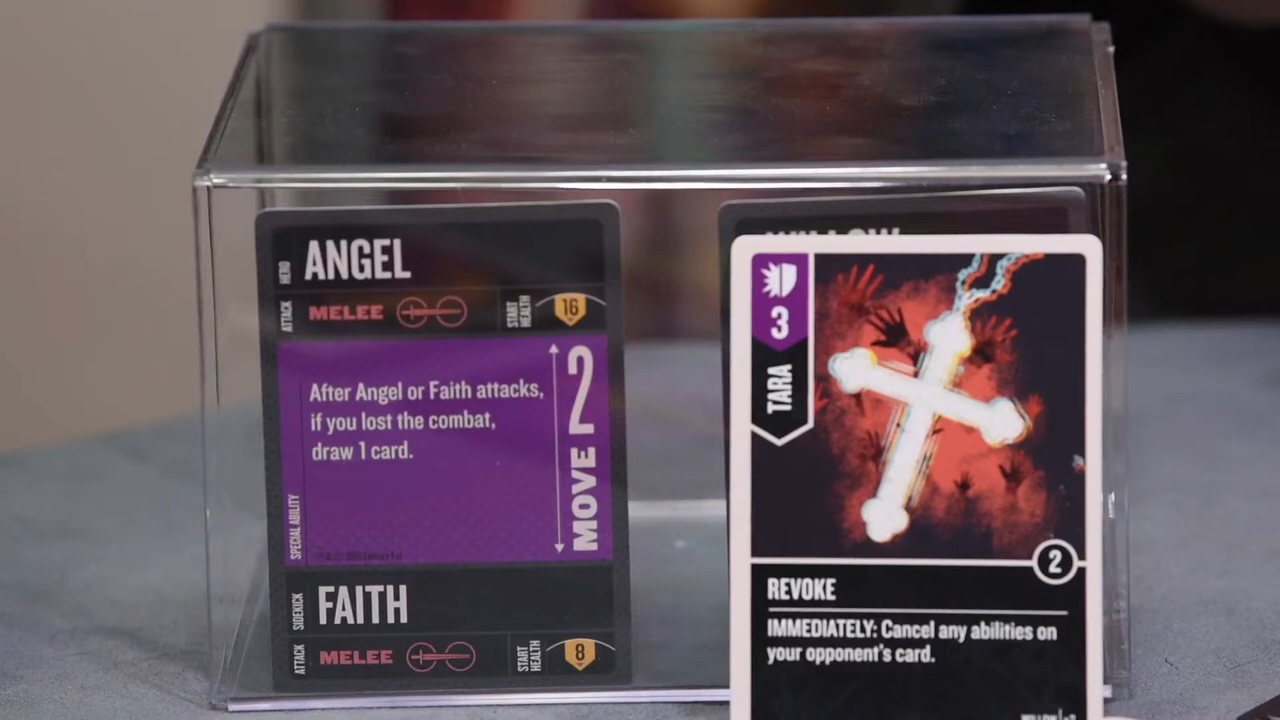 HERO
ANGEL
ATTACK
MELEE
START
HEALTH
16
After Angel or Faith attacks,
if you lost the combat,
draw 1 card.
MOVE 2
SPECIAL ABILITY
SIDEKICK
FAITH
ATTACK
MELEE
START
HEALTH
8
WILLOW
3
TARA
2
REVOKE
IMMEDIATELY: Cancel any abilities on
your opponent's card.